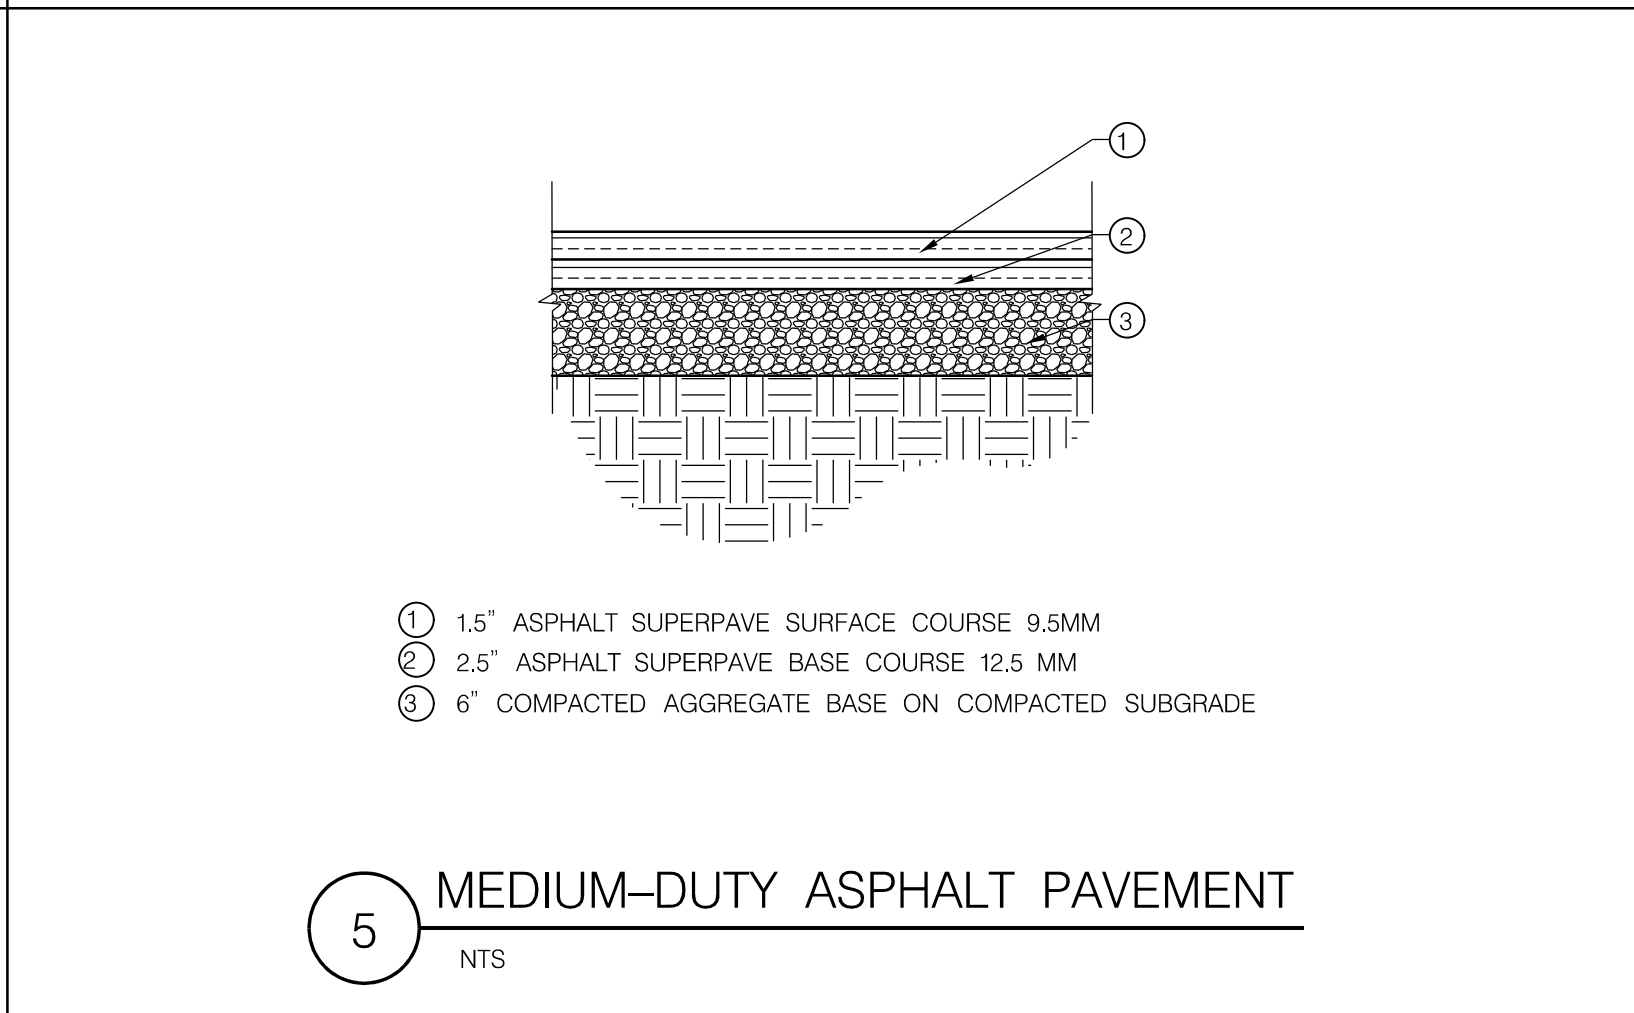 1
2
3
1 1.5" ASPHALT SUPERPAVE SURFACE COURSE 9.5MM
2 2.5" ASPHALT SUPERPAVE BASE COURSE 12.5 MM
3 6" COMPACTED AGGREGATE BASE ON COMPACTED SUBGRADE
5 MEDIUM–DUTY ASPHALT PAVEMENT
NTS